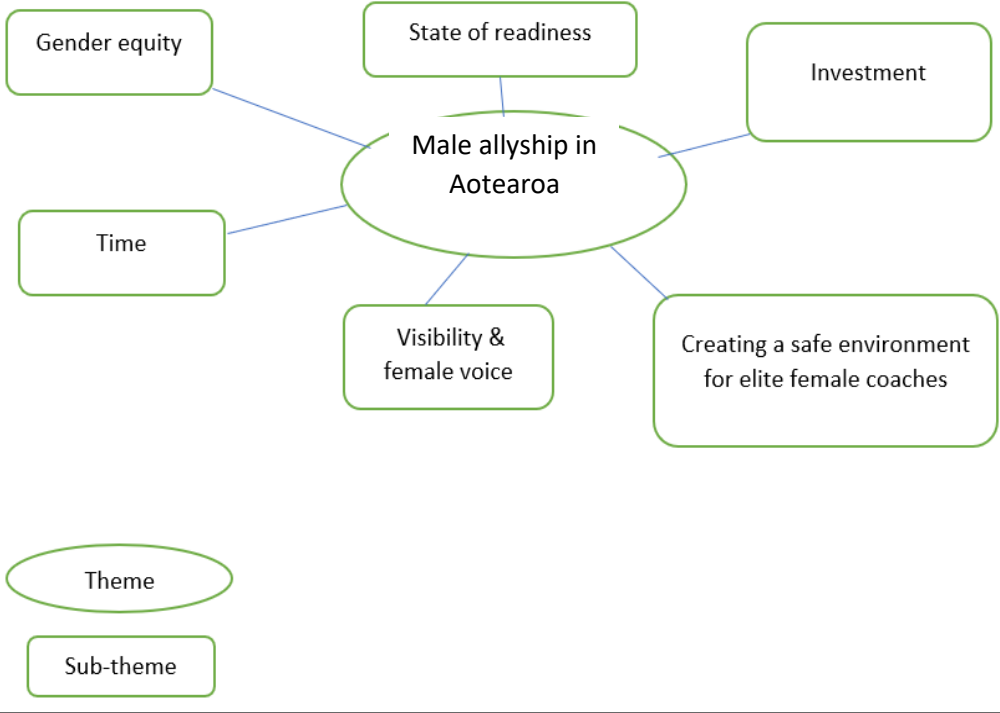 Gender equity
State of readiness
Investment
Male allyship in
Aotearoa
Time
Visibility &
female voice
Creating a safe environment
for elite female coaches
Theme
Sub-theme